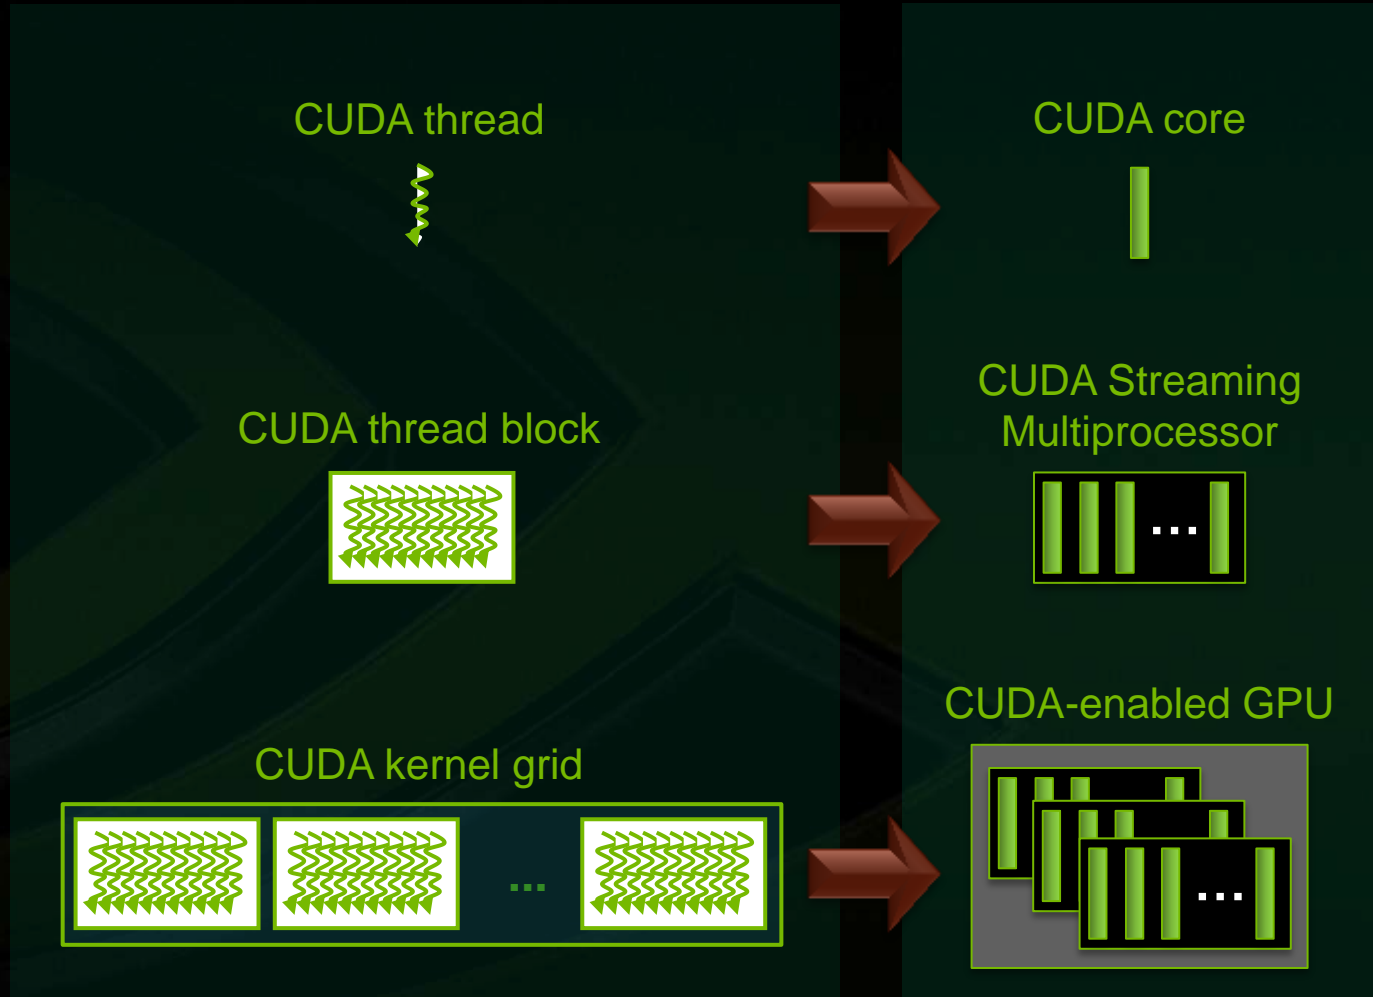 CUDA thread
CUDA core
CUDA thread block
CUDA Streaming
Multiprocessor
...
CUDA kernel grid
CUDA-enabled GPU
...
...